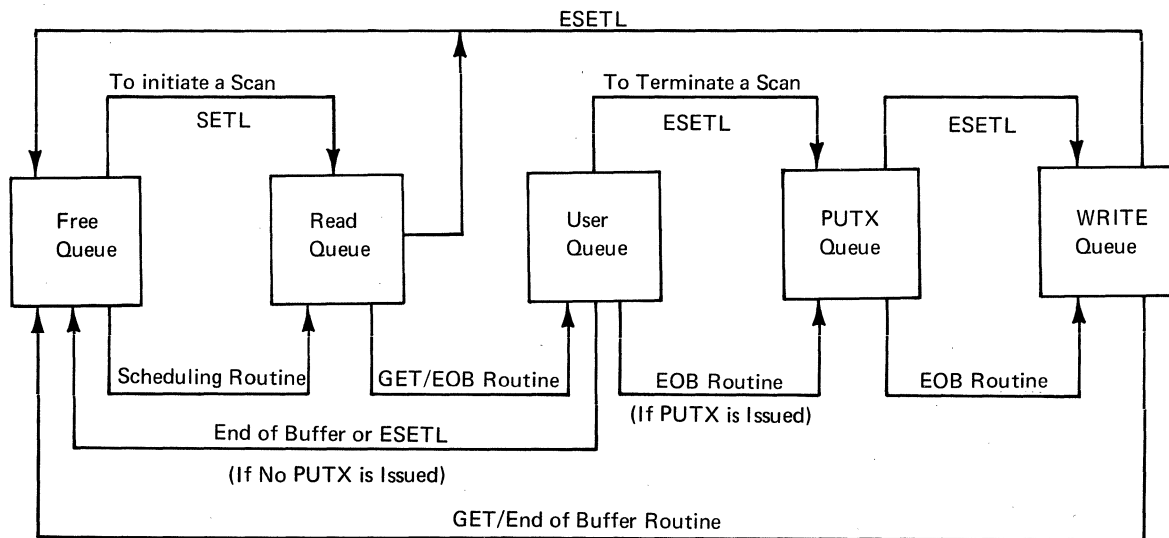 ESETL
To initiate a Scan
SETL
To Terminate a Scan
ESETL
ESETL
Free
Queue
Read
Queue
User
Queue
PUTX
Queue
WRITE
Queue
Scheduling Routine
GET/EOB Routine
EOB Routine
(If PUTX is Issued)
EOB Routine
End of Buffer or ESETL
(If No PUTX is Issued)
GET/End of Buffer Routine